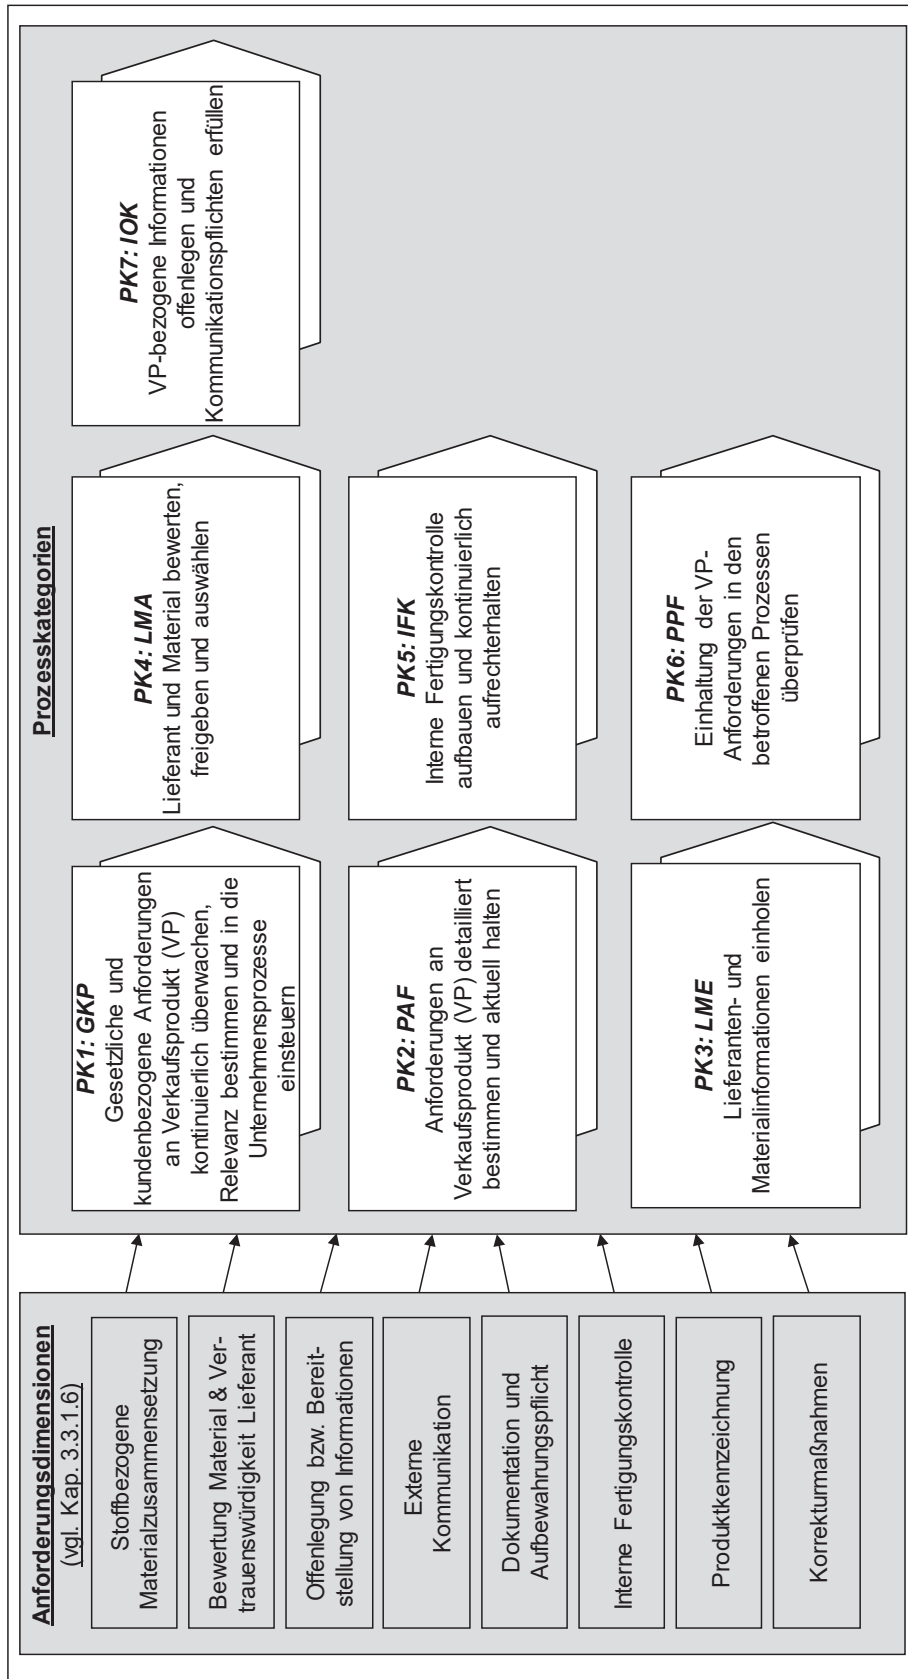 Anforderungsdimensionen
(vgl. Kap. 3.3.1.6)
Stoffbezogene
Materialzusammensetzung
Bewertung Material & Ver-
trauenswürdigkeit Lieferant
Offenlegung bzw. Bereit-
stellung von Informationen
Externe
Kommunikation
Dokumentation und
Aufbewahrungspflicht
Interne Fertigungskontrolle
Produktkennzeichnung
Korrekturmaßnahmen
Prozesskategorien
PK1: GKP
Gesetzliche und
kundenbezogene Anforderungen
an Verkaufsprodukt (VP)
kontinuierlich überwachen,
Relevanz bestimmen und in die
Unternehmensprozesse
einsteuern
PK2: PAF
Anforderungen an
Verkaufsprodukt (VP) detailliert
bestimmen und aktuell halten
PK3: LME
Lieferanten- und
Materialinformationen einholen
PK4: LMA
Lieferant und Material bewerten,
freigeben und auswählen
PK5: IFK
Interne Fertigungskontrolle
aufbauen und kontinuierlich
aufrechterhalten
PK6: PPF
Einhaltung der VP-
Anforderungen in den
betroffenen Prozessen
überprüfen
PK7: IOK
VP-bezogene Informationen
offenlegen und
Kommunikationspflichten erfüllen